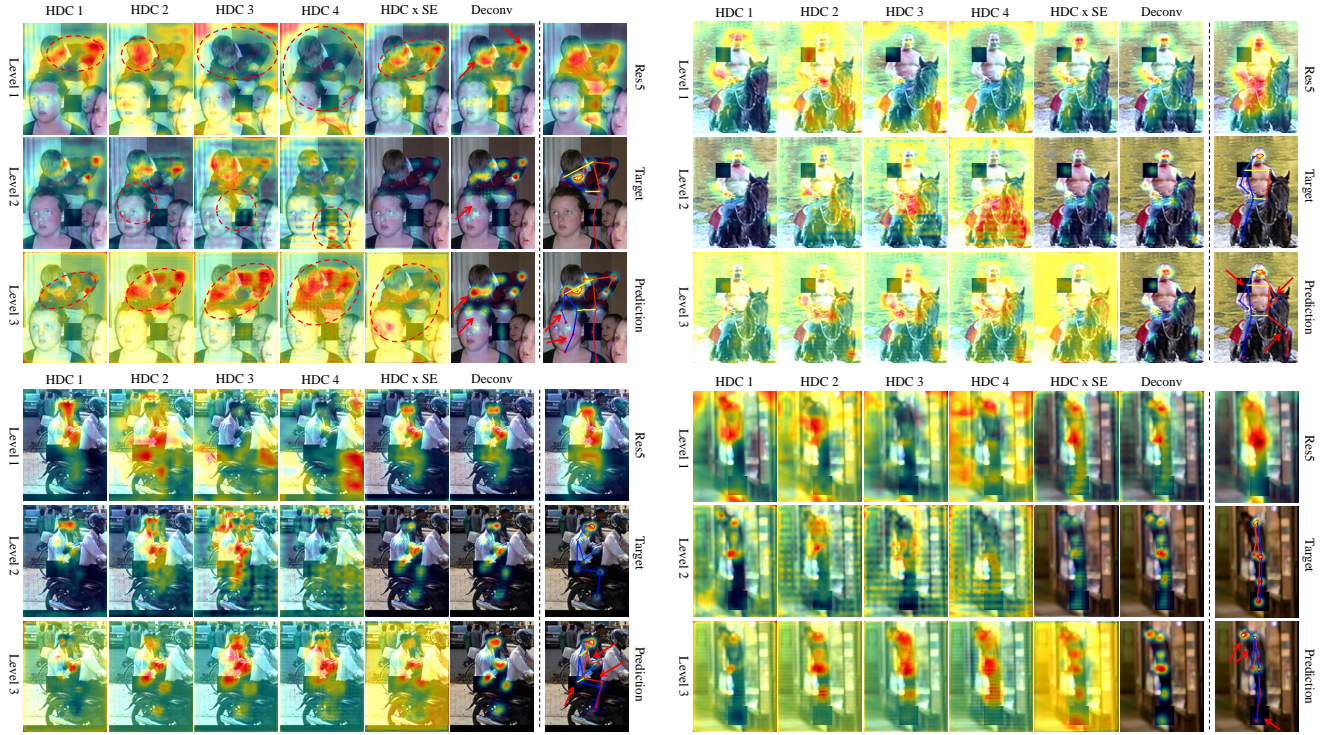 HDC 1 HDC 2 HDC 3 HDC 4 HDC x SE Deconv
Level 1
Level 2
Level 3
Res5
Target
Prediction
HDC 1 HDC 2 HDC 3 HDC 4 HDC x SE Deconv
Level 1
Level 2
Level 3
Res5
Target
Prediction
HDC 1 HDC 2 HDC 3 HDC 4 HDC x SE Deconv
Level 1
Level 2
Level 3
Res5
Target
Prediction
HDC 1 HDC 2 HDC 3 HDC 4 HDC x SE Deconv
Level 1
Level 2
Level 3
Res5
Target
Prediction